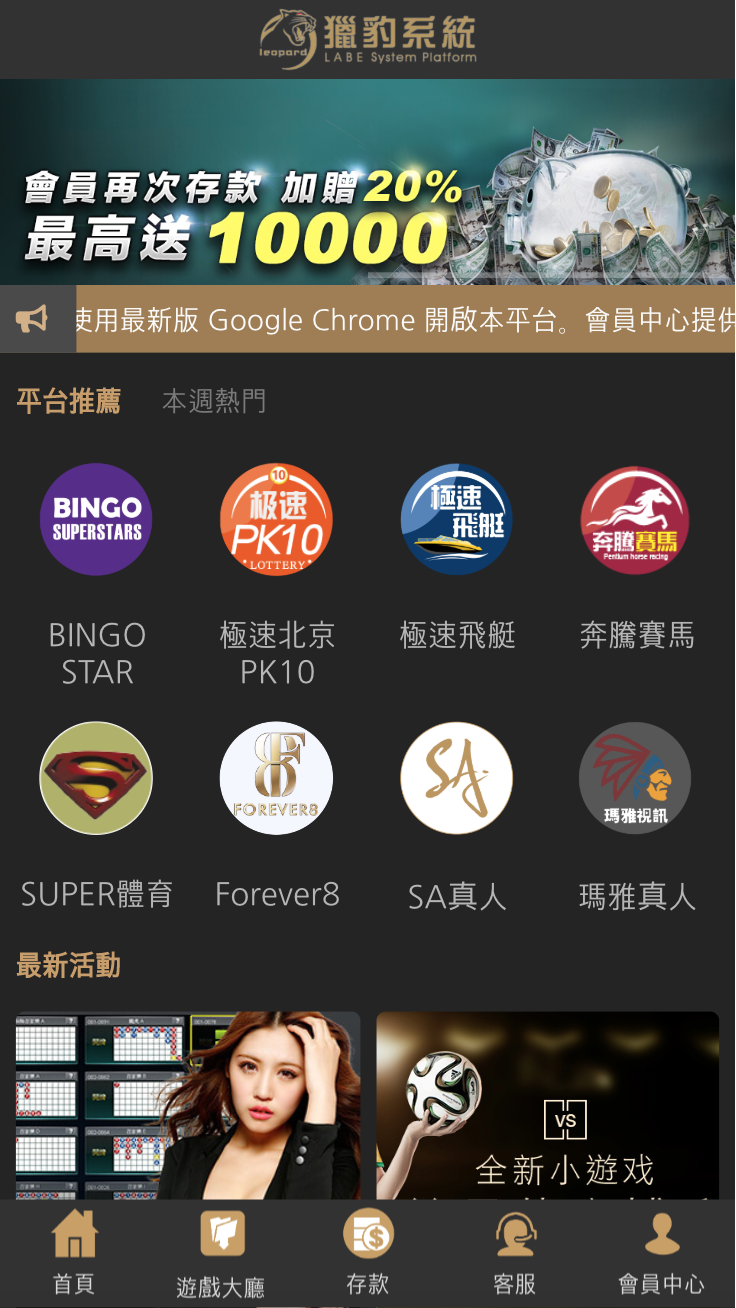 leopard
獵豹系統
LABE System Platform
會員再次存款 加贈20%
最高送10000
使用最新版 Google Chrome 開啟本平台。會員中心提供
平台推薦 本週熱門
BINGO
SUPERSTARS
10
极速
PK10
LOTTERY
極速
飛艇
奔騰賽馬
Pentium horse racing
BINGO
STAR
極速北京
PK10
極速飛艇
奔騰賽馬
S
F8
FOREVER8
SA
瑪雅视訊
SUPER體育
Forever8
SA真人
瑪雅真人
最新活動
VS
全新小遊戏
首頁
遊戲大廳
存款
客服
會員中心